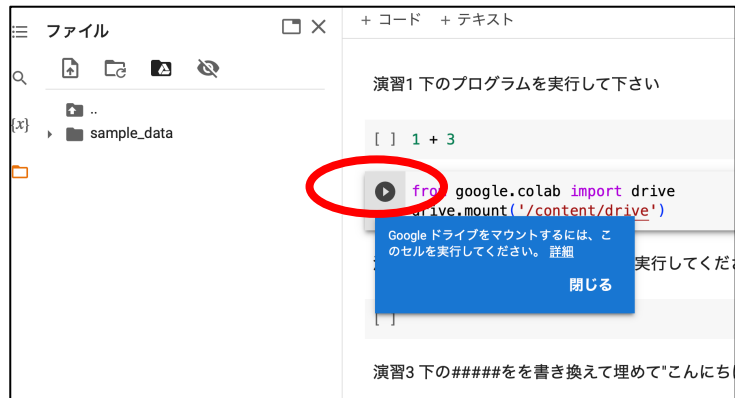 ファイル
+ コード + テキスト
{x}
..
sample_data
演習1 下のプログラムを実行して下さい
[ ] 1 + 3
from google.colab import drive
drive.mount('/content/drive')
Google ドライブをマウントするには、こ
のセルを実行してください。 詳細
閉じる
実行してくださ
[ ]
演習3 下の#####をを書き換えて埋めて"こんにち